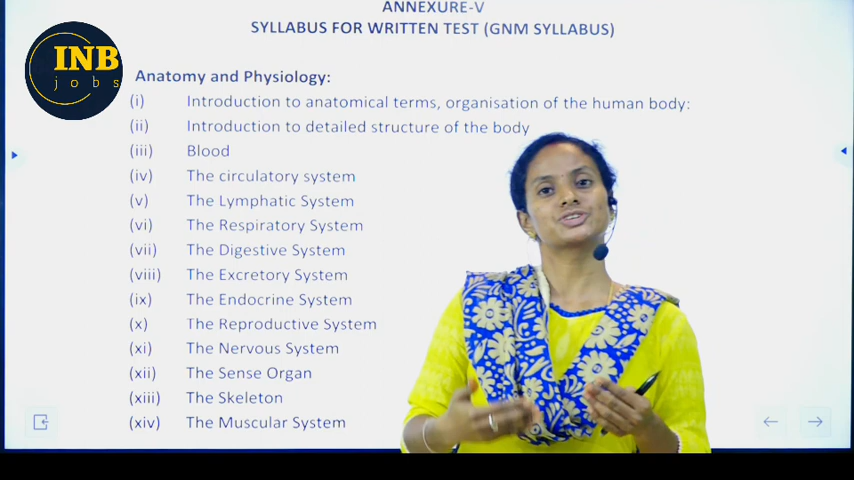 ANNEXURE-V
SYLLABUS FOR WRITTEN TEST (GNM SYLLABUS)
INB
jobs
Anatomy and Physiology:
(i) Introduction to anatomical terms, organisation of the human body:
(ii) Introduction to detailed structure of the body
(iii) Blood
(iv) The circulatory system
(v) The Lymphatic System
(vi) The Respiratory System
(vii) The Digestive System
(viii) The Excretory System
(ix) The Endocrine System
(x) The Reproductive System
(xi) The Nervous System
(xii) The Sense Organ
(xiii) The Skeleton
(xiv) The Muscular System